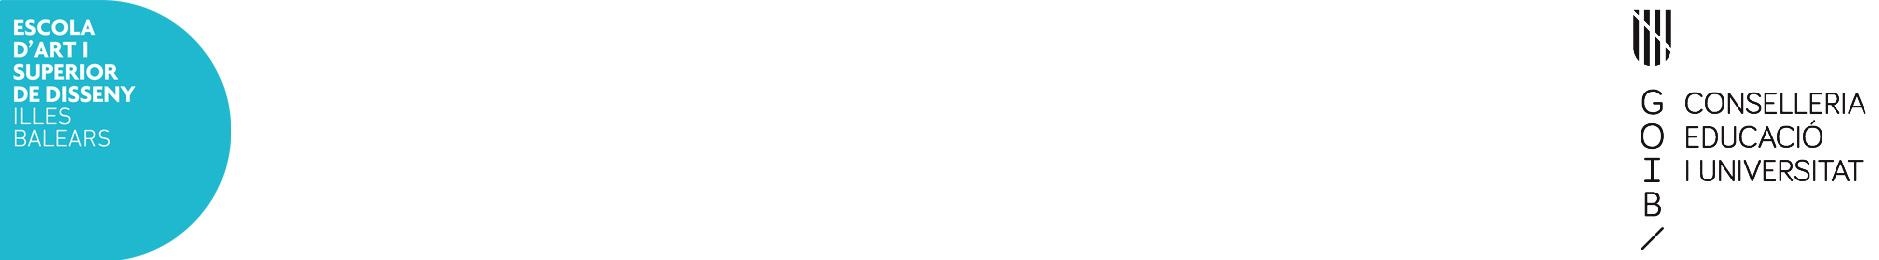 ESCOLA
D'ART I
SUPERIOR
DE DISSENY
ILLES
BALEARS
G CONSELLERIA
O EDUCACIÓ
I I UNIVERSITAT
B
/